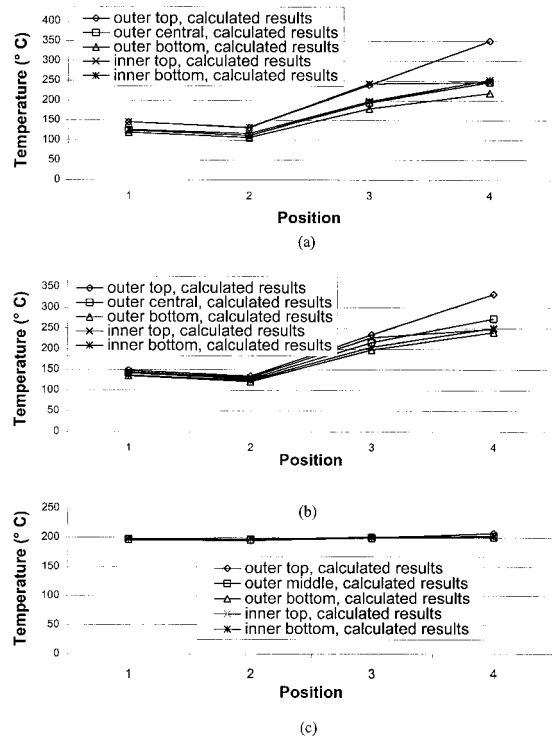 400
350
300
250
200
150
100
50
0
Temperature (° C)
outer top, calculated results
outer central, calculated results
outer bottom, calculated results
inner top, calculated results
inner bottom, calculated results
1 2 3 4
Position
(a)
350
300
250
200
150
100
50
0
Temperature (° C)
outer top, calculated results
outer central, calculated results
outer bottom, calculated results
inner top, calculated results
inner bottom, calculated results
1 2 3 4
Position
(b)
250
200
150
100
50
0
Temperature (° C)
outer top, calculated results
outer middle, calculated results
outer bottom, calculated results
inner top, calculated results
inner bottom, calculated results
1 2 3 4
Position
(c)